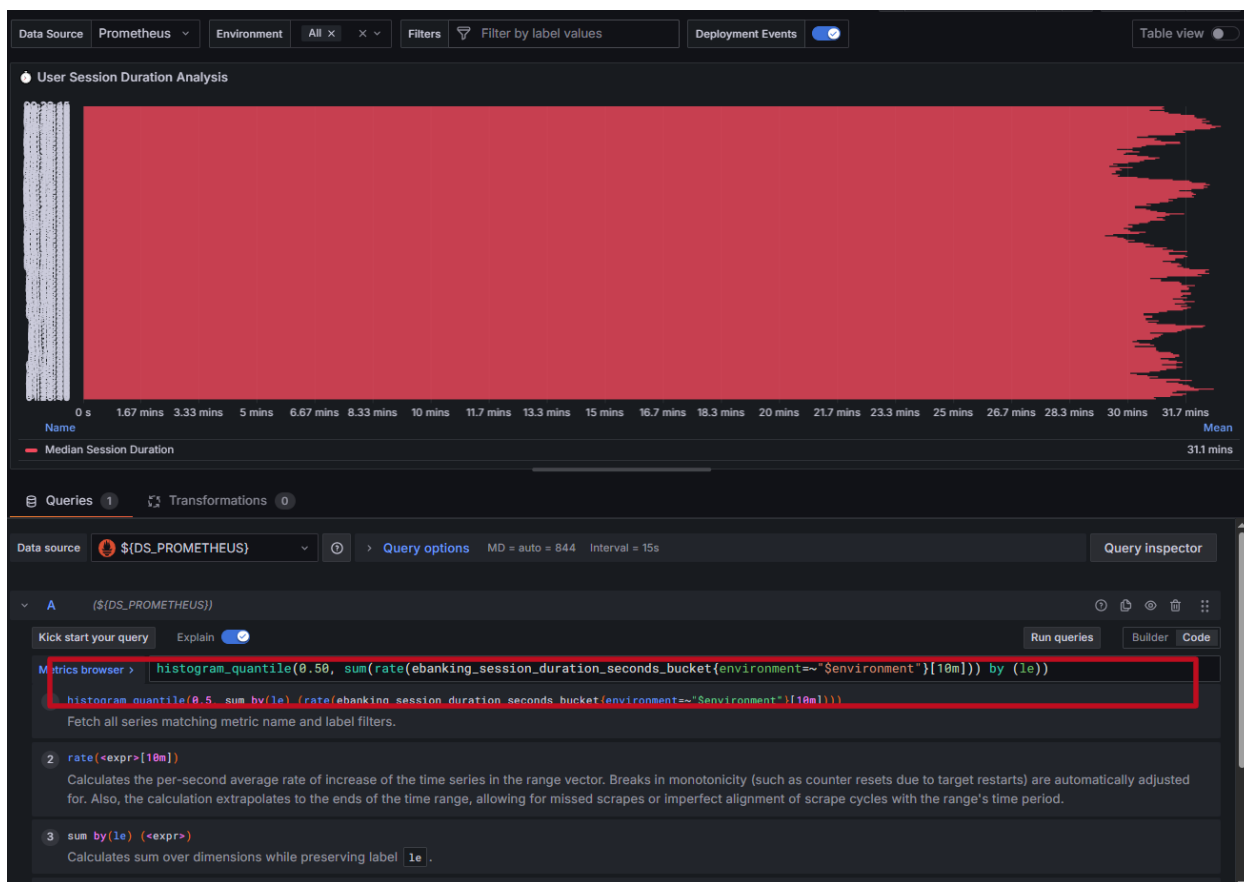 Data Source Prometheus Environment All × Filters Filter by label values Deployment Events Table view
User Session Duration Analysis
0 s 1.67 mins 3.33 mins 5 mins 6.67 mins 8.33 mins 10 mins 11.7 mins 13.3 mins 15 mins 16.7 mins 18.3 mins 20 mins 21.7 mins 23.3 mins 25 mins 26.7 mins 28.3 mins 30 mins 31.7 mins
Name Mean
Median Session Duration 31.1 mins
Queries 1 Transformations 0
Data source ${DS_PROMETHEUS} > Query options MD = auto = 844 Interval = 15s Query inspector
A (${DS_PROMETHEUS})
Kick start your query Explain Run queries Builder Code
Metrics browser > histogram_quantile(0.50, sum(rate(ebanking_session_duration_seconds_bucket{environment=~"$environment"}[10m])) by (le))
histogram_quantile(0.5, sum by(le) (rate(ebanking_session_duration_seconds_bucket{environment=~"$environment"}[10m])))
Fetch all series matching metric name and label filters.
2 rate(<expr>[10m])
Calculates the per-second average rate of increase of the time series in the range vector. Breaks in monotonicity (such as counter resets due to target restarts) are automatically adjusted
for. Also, the calculation extrapolates to the ends of the time range, allowing for missed scrapes or imperfect alignment of scrape cycles with the range's time period.
3 sum by(le) (<expr>)
Calculates sum over dimensions while preserving label le .